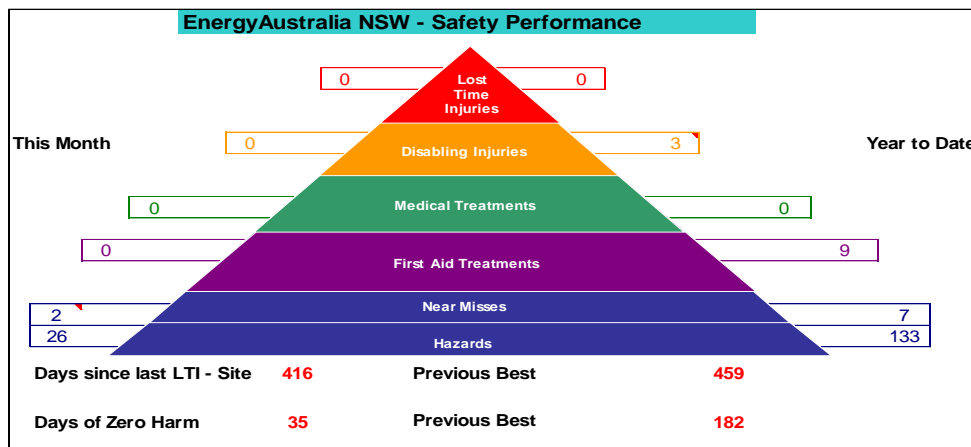 EnergyAustralia NSW - Safety Performance
0 Lost 0
Time
Injuries
This Month 0 Disabling Injuries 3 Year to Date
0 Medical Treatments 0
0 First Aid Treatments 9
2 Near Misses 7
26 Hazards 133
Days since last LTI - Site 416 Previous Best 459
Days of Zero Harm 35 Previous Best 182